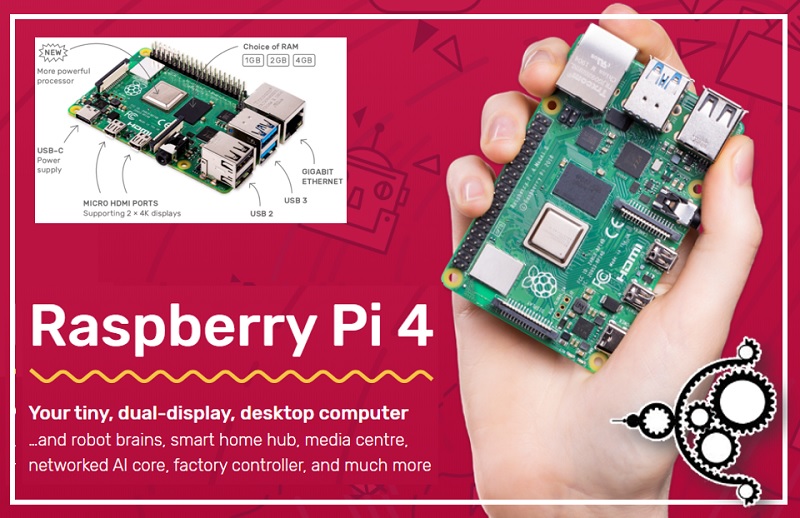 NEW
More powerful
processor
Choice of RAM
1GB 2GB 4GB
USB-C
Power
supply
MICRO HDMI PORTS
Supporting 2 × 4K displays
USB 2
USB 3
GIGABIT
ETHERNET
HDMI
Raspberry Pi 4
Your tiny, dual-display, desktop computer
...and robot brains, smart home hub, media centre,
networked AI core, factory controller, and much more